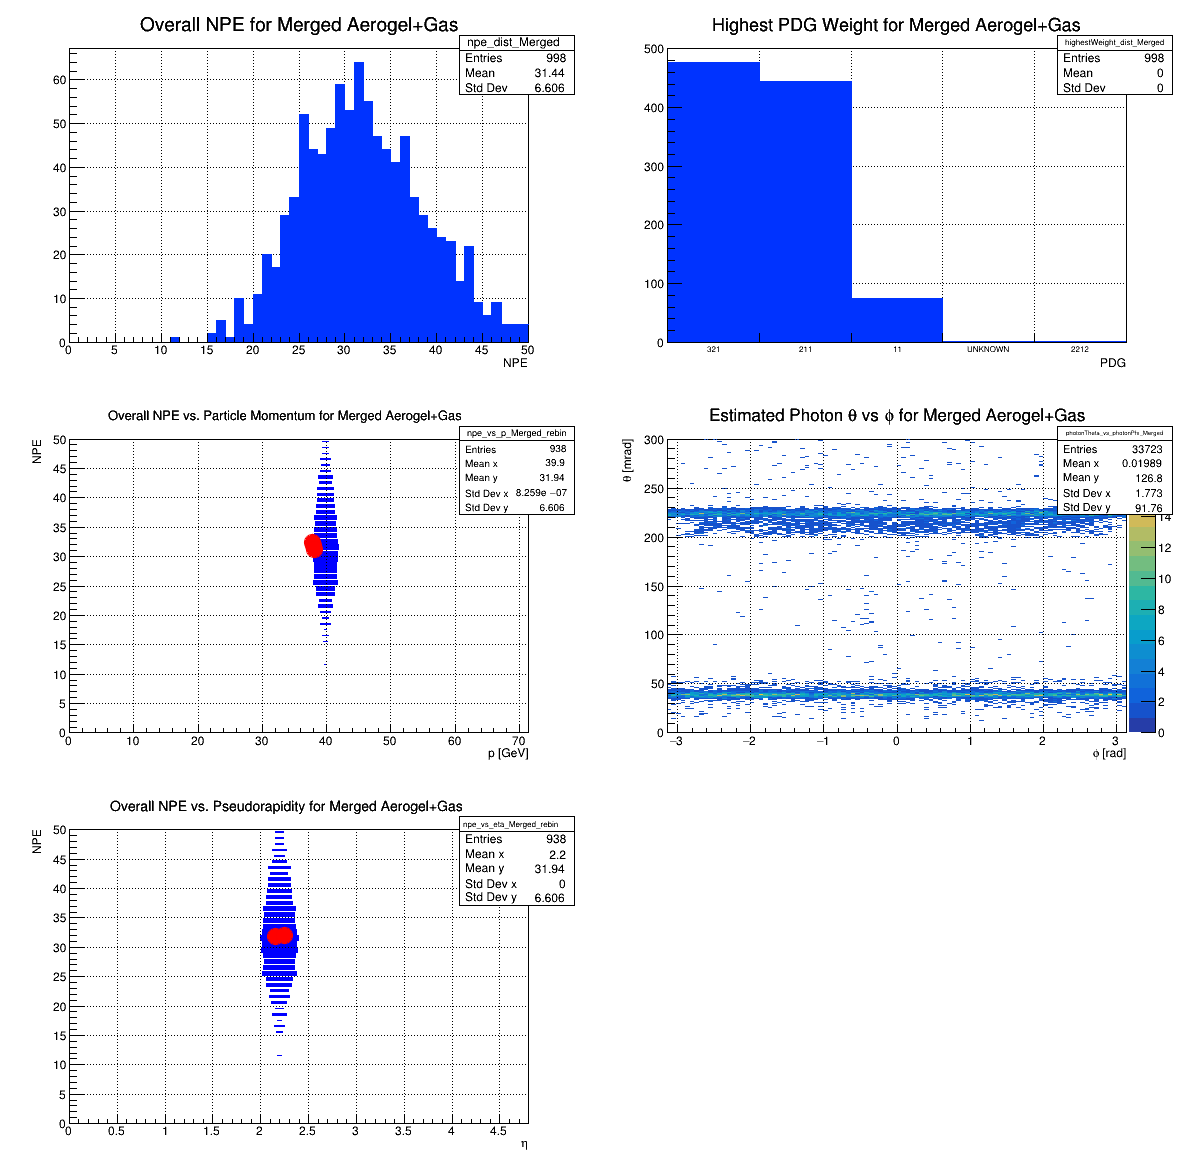 Overall NPE for Merged Aerogel+Gas
npe_dist_Merged
Entries 998
Mean 31.44
Std Dev 6.606
60
50
40
30
20
10
0
0 5 10 15 20 25 30 35 40 45 50
NPE
Highest PDG Weight for Merged Aerogel+Gas
highestWeight_dist_Merged
Entries 998
Mean 0
Std Dev 0
500
400
300
200
100
0
321 211 11 UNKNOWN 2212
PDG
Overall NPE vs. Particle Momentum for Merged Aerogel+Gas
npe_vs_p_Merged_rebin
Entries 938
Mean x 39.9
Mean y 31.94
Std Dev x 8.259e −07
Std Dev y 6.606
NPE
50
45
40
35
30
25
20
15
10
5
0
0 10 20 30 40 50 60 70
p [GeV]
Estimated Photon θ vs ϕ for Merged Aerogel+Gas
photonTheta_vs_photonPhi_Merged
Entries 33723
Mean x 0.01989
Mean y 126.8
Std Dev x 1.773
Std Dev y 91.76
θ [mrad]
300
250
200
150
100
50
0
−3 −2 −1 0 1 2 3
ϕ [rad]
14
12
10
8
6
4
2
0
Overall NPE vs. Pseudorapidity for Merged Aerogel+Gas
npe_vs_eta_Merged_rebin
Entries 938
Mean x 2.2
Mean y 31.94
Std Dev x 0
Std Dev y 6.606
NPE
50
45
40
35
30
25
20
15
10
5
0
0 0.5 1 1.5 2 2.5 3 3.5 4 4.5
η